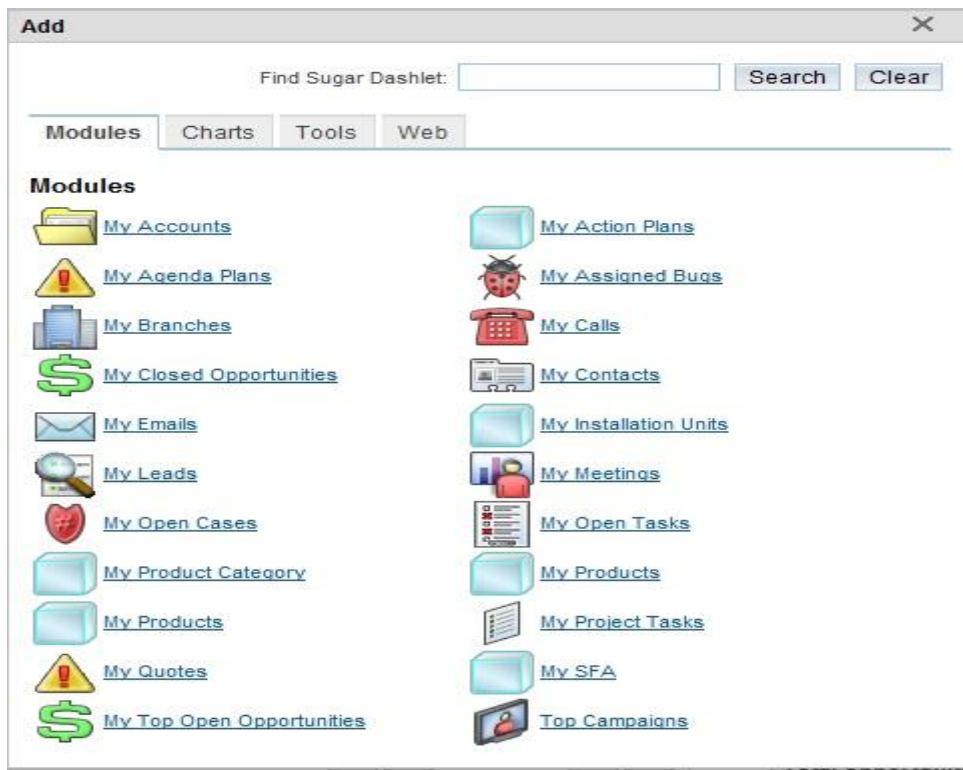 Add
Find Sugar Dashlet: Search Clear
Modules Charts Tools Web
Modules
My Accounts My Action Plans
My Agenda Plans My Assigned Bugs
My Branches My Calls
My Closed Opportunities My Contacts
My Emails My Installation Units
My Leads My Meetings
My Open Cases My Open Tasks
My Product Category My Products
My Products My Project Tasks
My Quotes My SFA
My Top Open Opportunities Top Campaigns